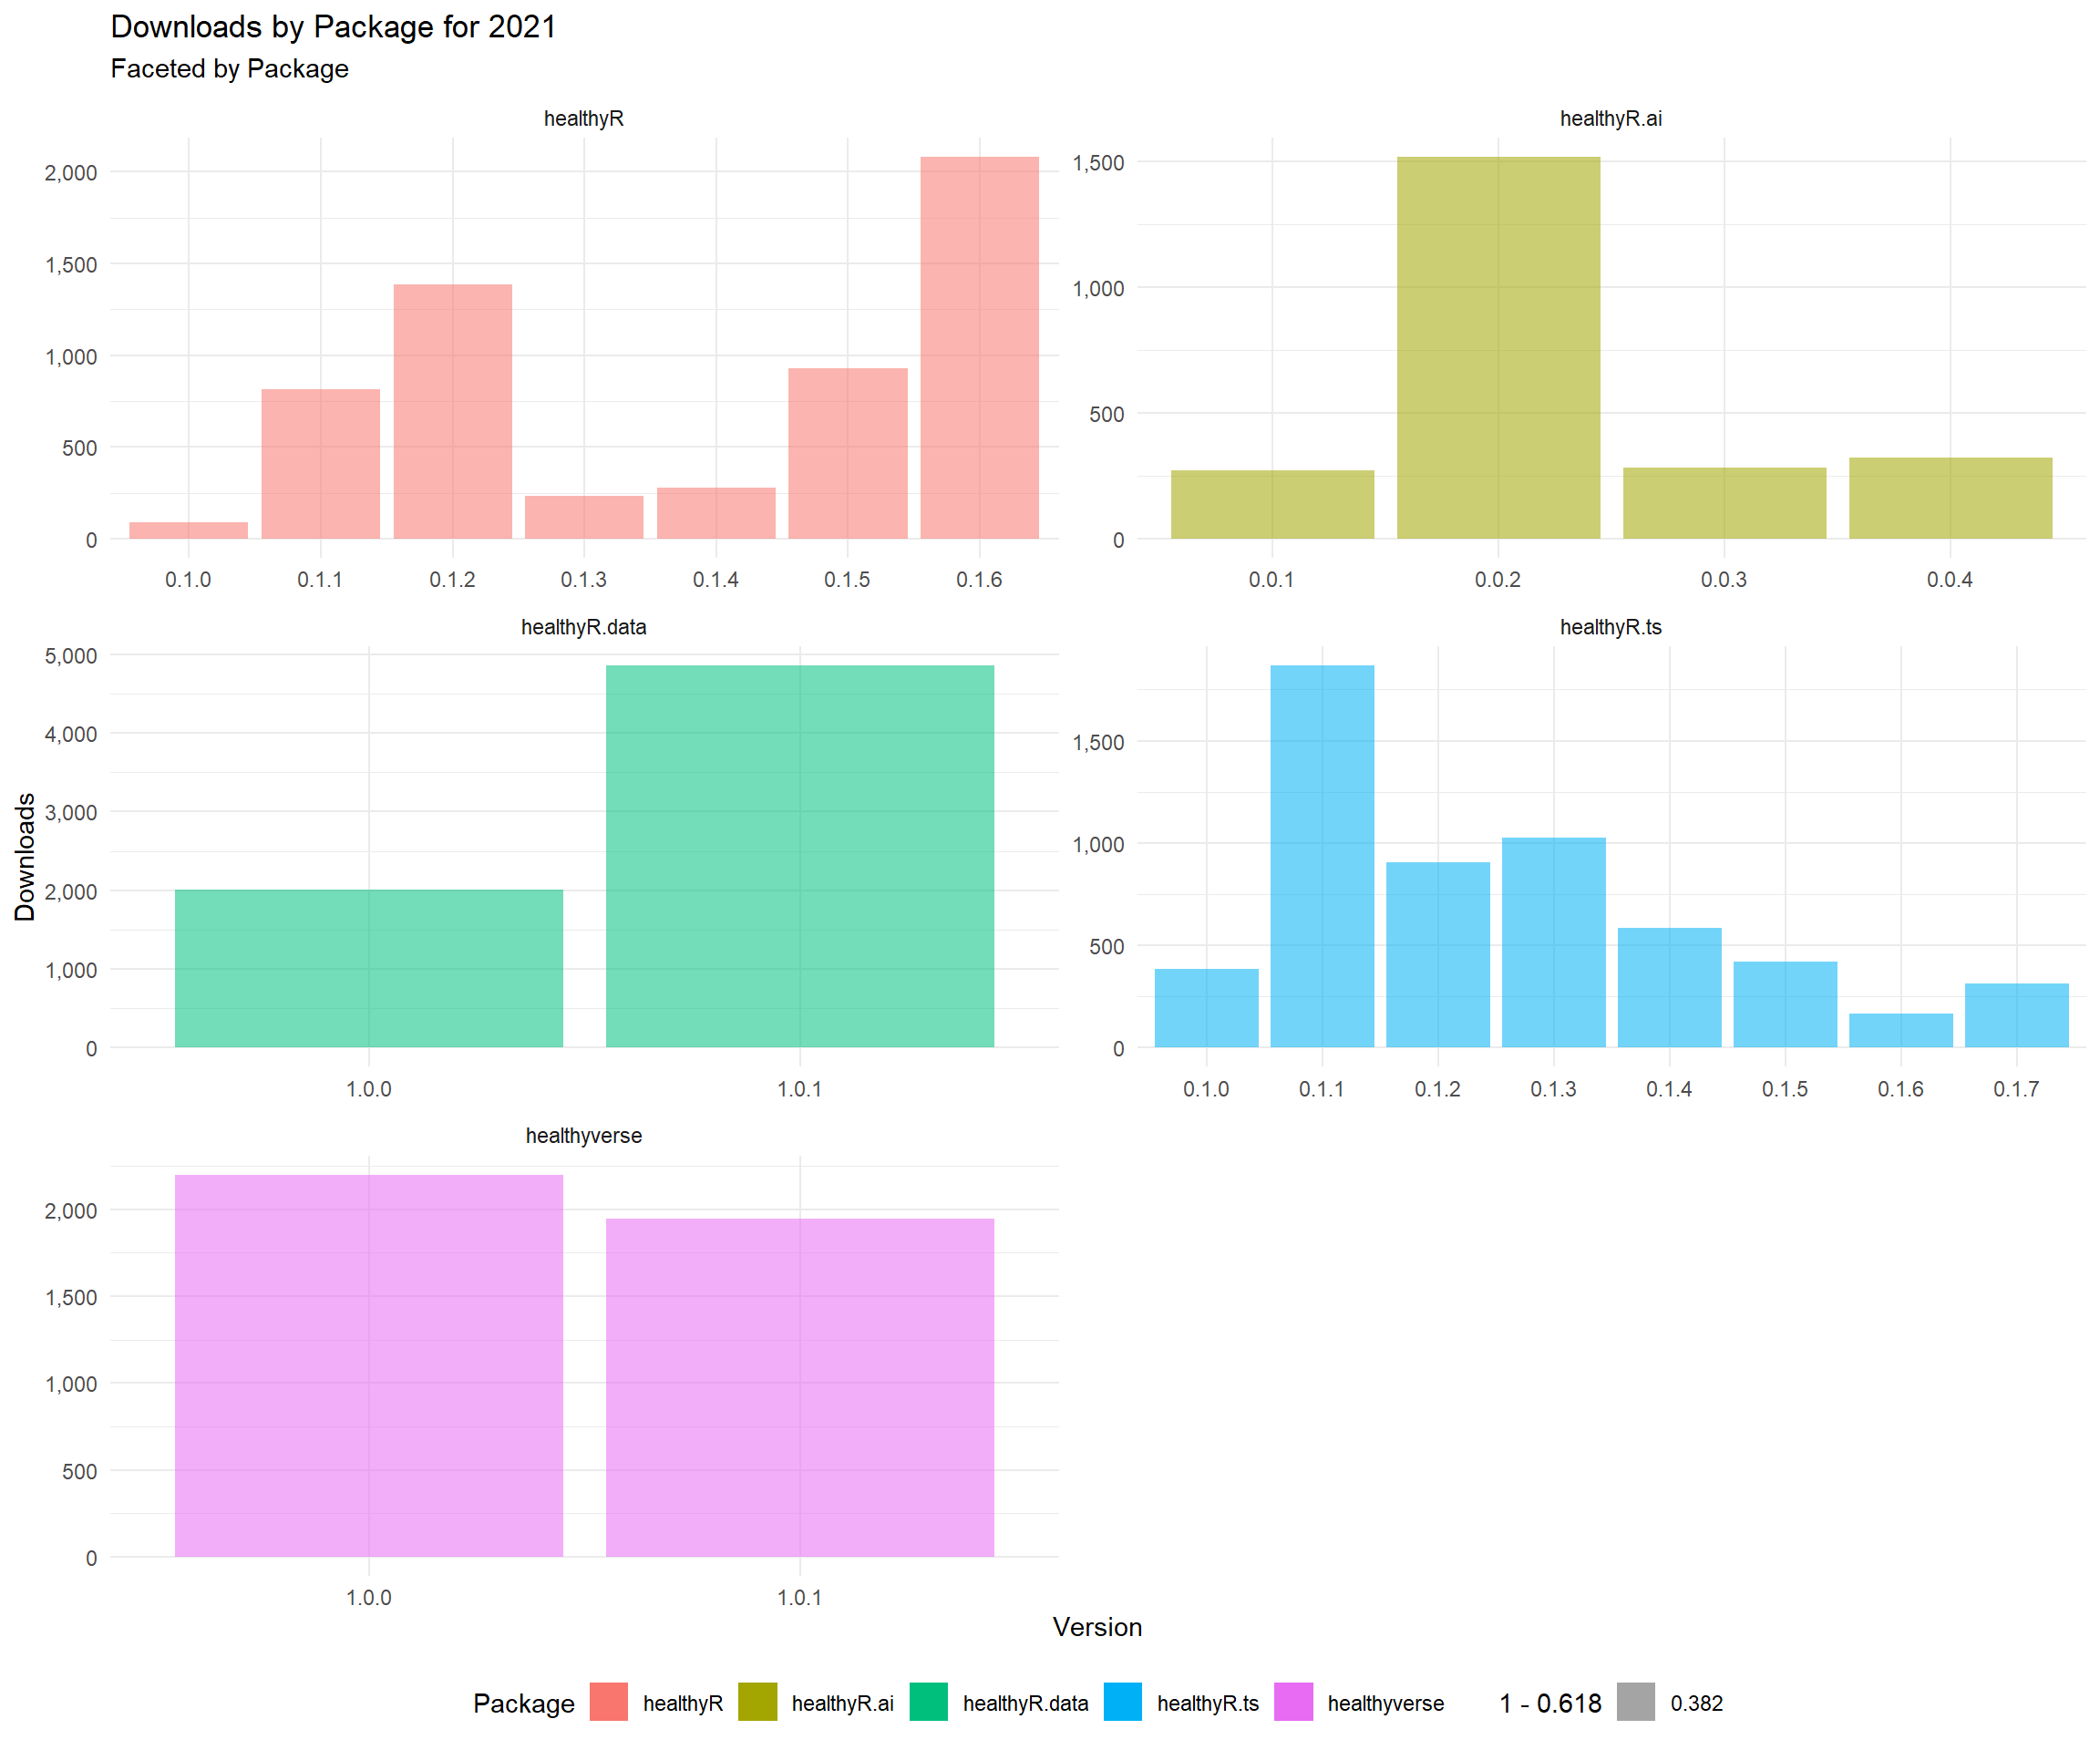 Downloads by Package for 2021
Faceted by Package
healthyR
2,000
1,500
1,000
500
0
0.1.0 0.1.1 0.1.2 0.1.3 0.1.4 0.1.5 0.1.6
healthyR.ai
1,500
1,000
500
0
0.0.1 0.0.2 0.0.3 0.0.4
Downloads
healthyR.data
5,000
4,000
3,000
2,000
1,000
0
1.0.0 1.0.1
healthyR.ts
1,500
1,000
500
0
0.1.0 0.1.1 0.1.2 0.1.3 0.1.4 0.1.5 0.1.6 0.1.7
healthyverse
2,000
1,500
1,000
500
0
1.0.0 1.0.1
Version
Package healthyR healthyR.ai healthyR.data healthyR.ts healthyverse 1 - 0.618 0.382